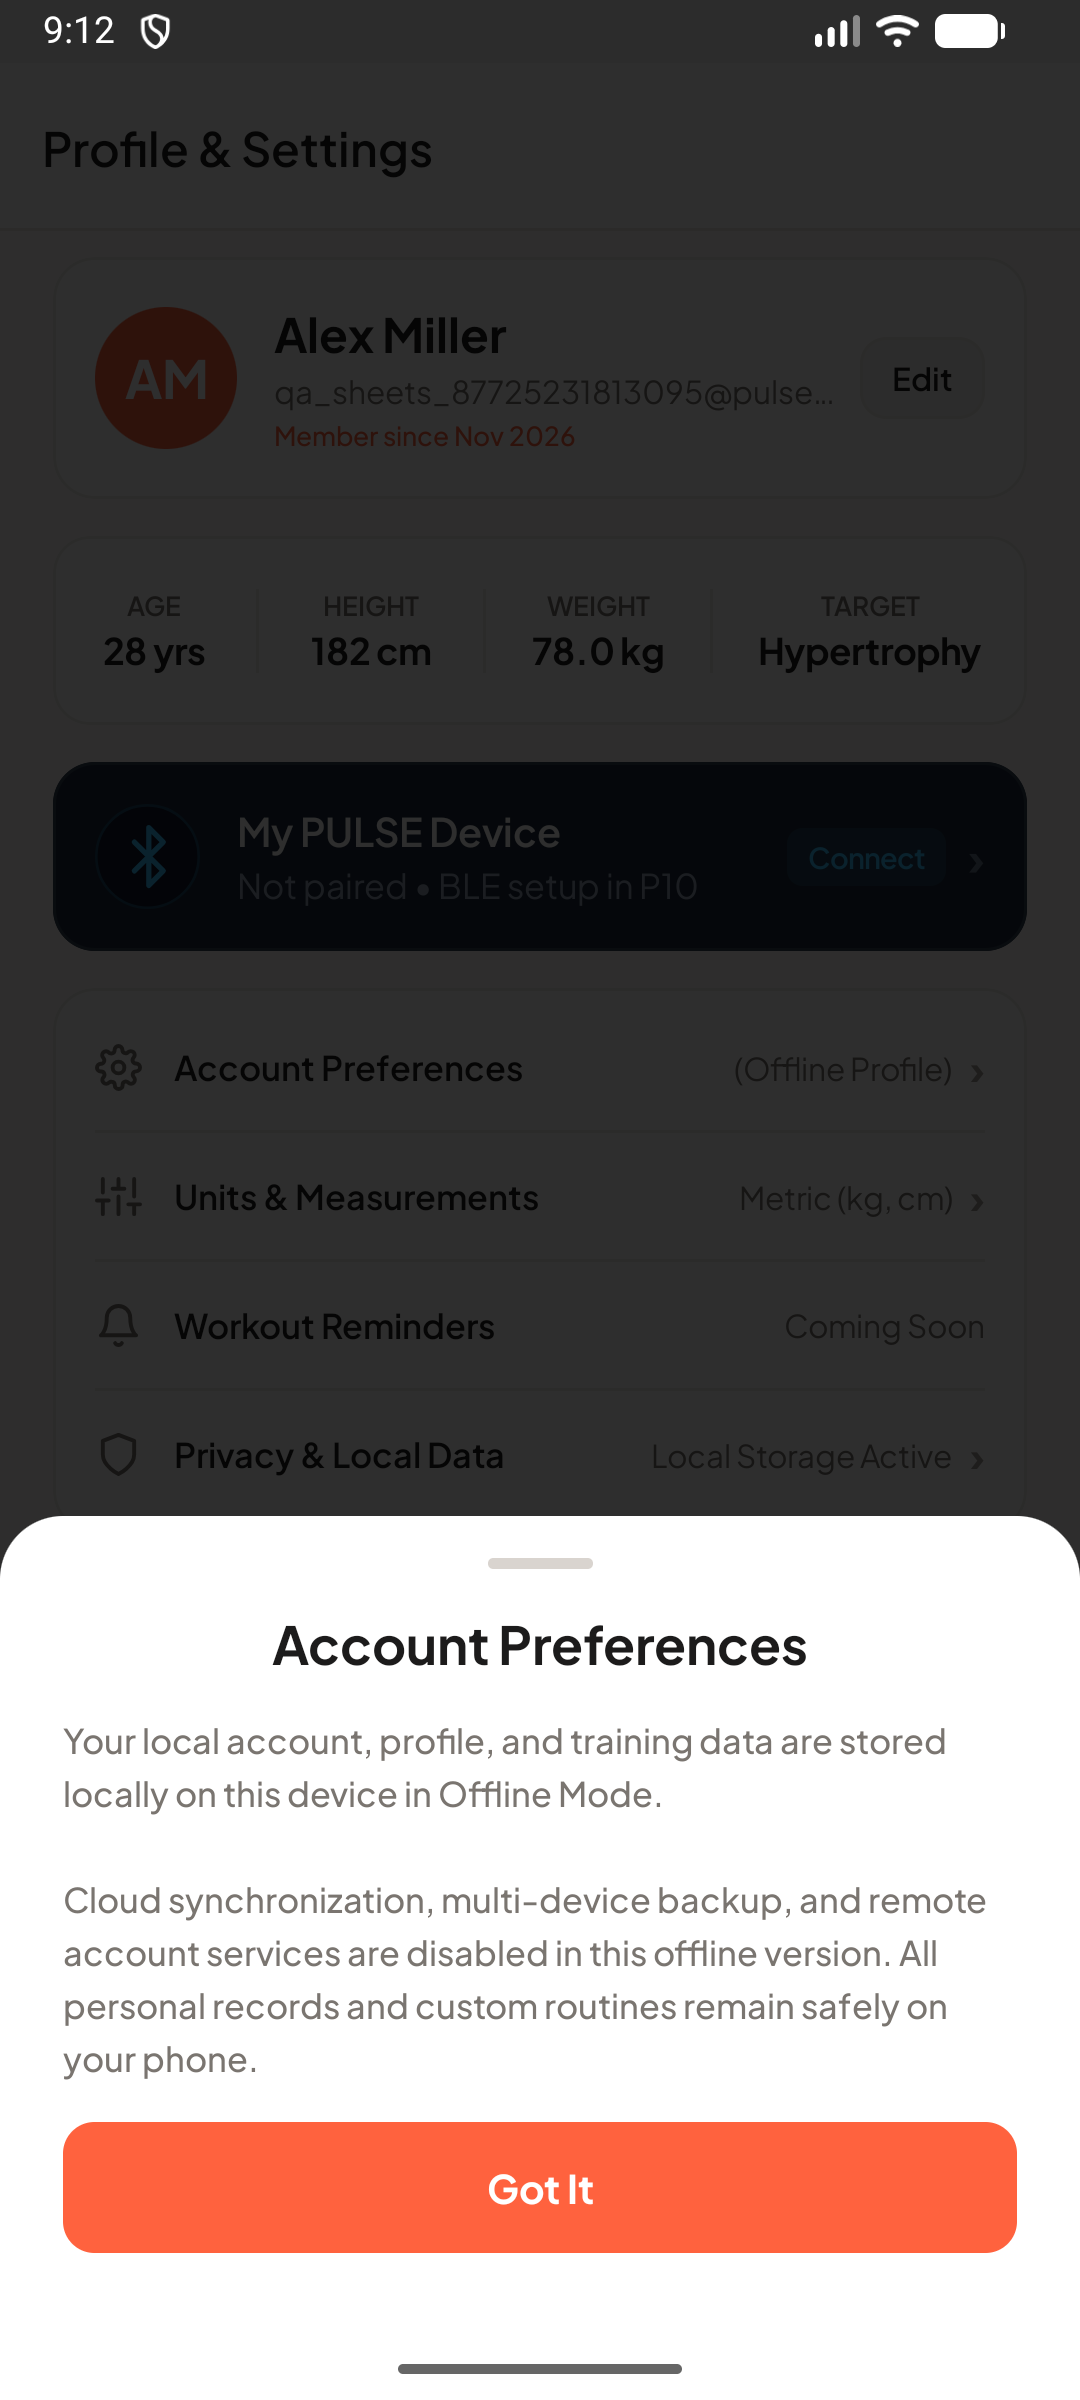 9:12
Profile & Settings
AM
Alex Miller
qa_sheets_87725231813095@pulse...
Member since Nov 2026
Edit
AGE
28 yrs
HEIGHT
182 cm
WEIGHT
78.0 kg
TARGET
Hypertrophy
My PULSE Device
Not paired • BLE setup in P10
Connect
Account Preferences
(Offline Profile)
Units & Measurements
Metric (kg, cm)
Workout Reminders
Coming Soon
Privacy & Local Data
Local Storage Active
Account Preferences
Your local account, profile, and training data are stored
locally on this device in Offline Mode.
Cloud synchronization, multi-device backup, and remote
account services are disabled in this offline version. All
personal records and custom routines remain safely on
your phone.
Got It